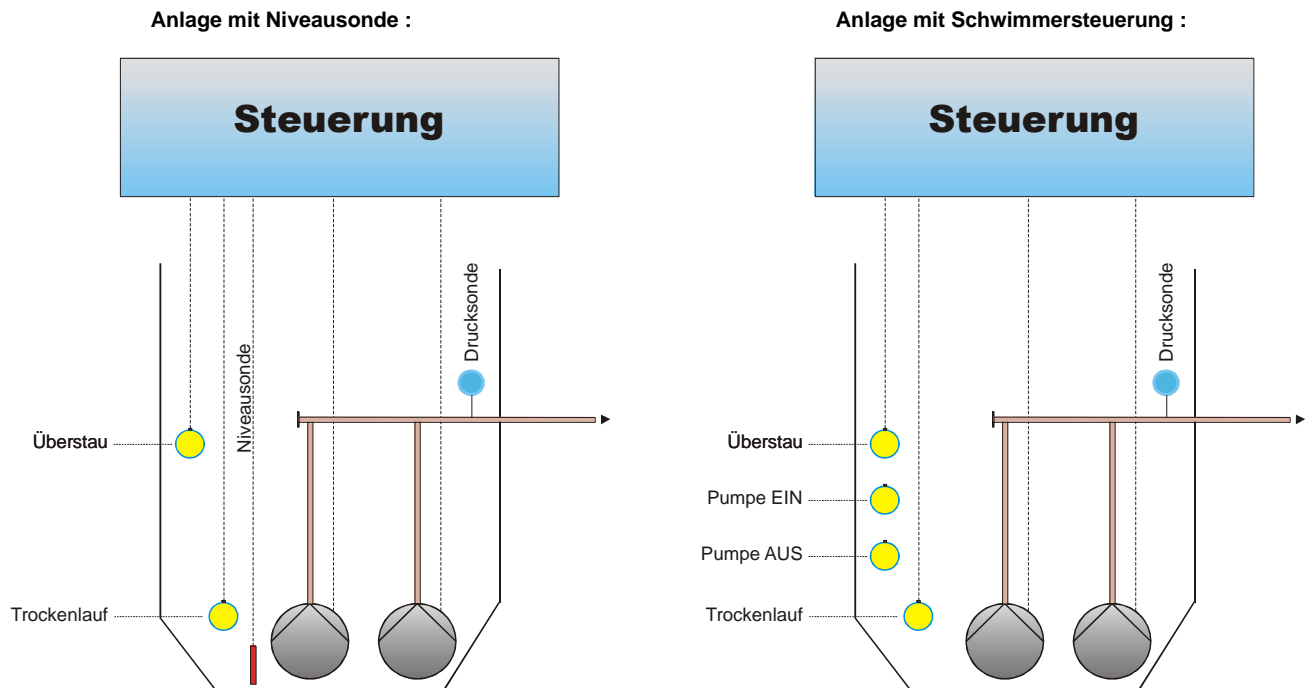 Anlage mit Niveausonde :
Steuerung
Drucksonde
Niveausonde
Überstau
Trockenlauf
Anlage mit Schwimmersteuerung :
Steuerung
Drucksonde
Überstau
Pumpe EIN
Pumpe AUS
Trockenlauf